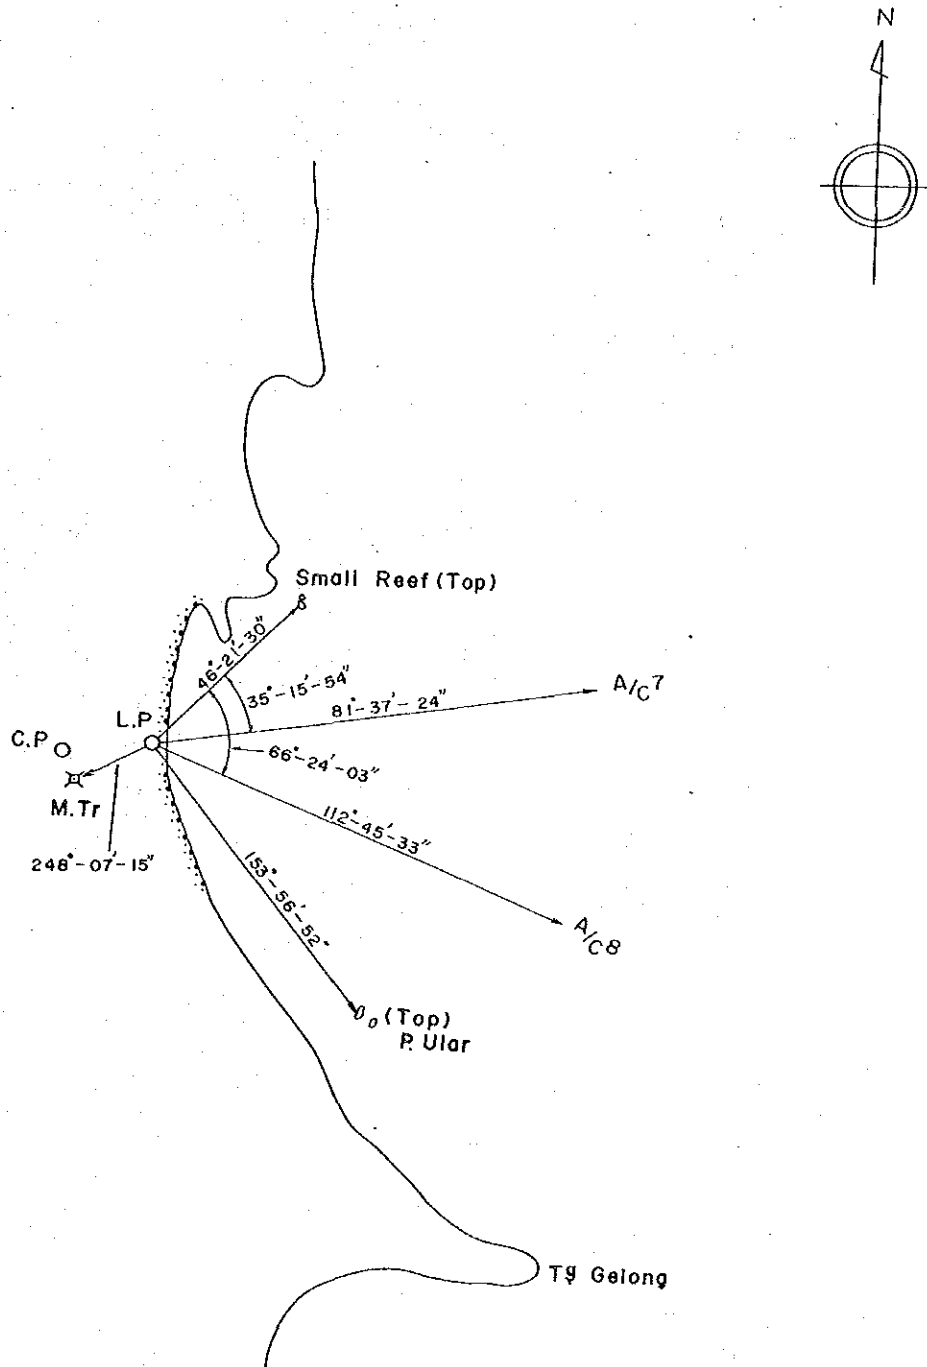 N
Small Reef (Top)
46°-21'-30"
35°-15'-54"
A/C7
81°-37'-24"
L.P
C.P
66°-24'-03"
M.Tr
112°-45'-33"
248°-07'-15"
153°-56'-52"
A/C8
(Top)
P. Ular
Tg Gelong